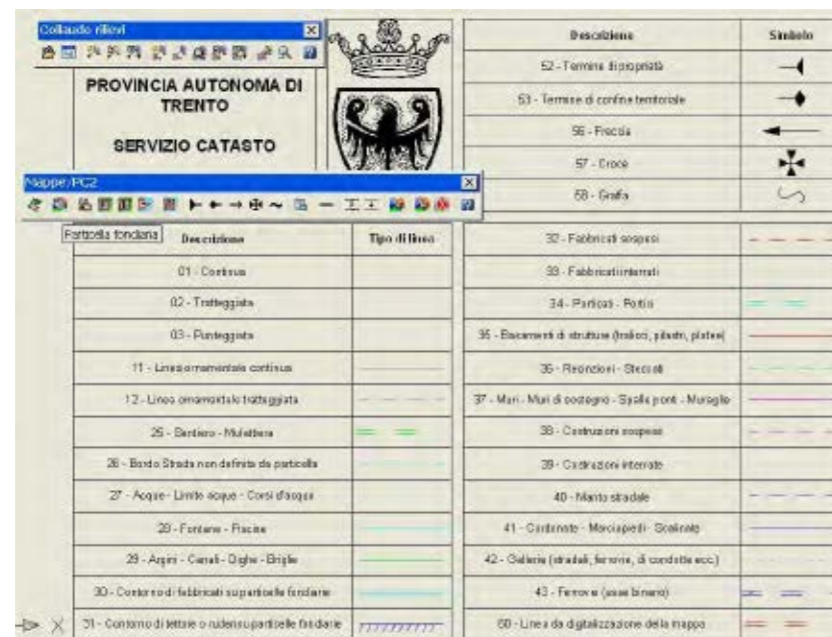 Collaudo rilievi
PROVINCIA AUTONOMA DI
TRENTO
SERVIZIO CATASTO
Mappe/PC2
Particella fondiaria
Descrizione Tipo di linea
01 - Continua
02 - Tratteggiata
03 - Punteggiata
11 - Linea ornamentale continua
12 - Linea ornamentale tratteggiata
25 - Sentiero - Mulattiera
26 - Bordo Strada non definita da particella
27 - Acque - Limite acque - Corsi d'acqua
28 - Fontane - Piscine
29 - Argini - Canali - Dighe - Briglie
30 - Contorno di fabbricati su particelle fondiarie
31 - Contorno di tettoie o ruderi su particelle fondiarie
Descrizione Simbolo
52 - Termine di proprietà
53 - Termine di confine territoriale
56 - Freccia
57 - Croce
58 - Graffa
32 - Fabbricati sospesi
33 - Fabbricati interrati
34 - Porticati - Portici
35 - Basamenti di strutture (tralicci, pilastri, platee)
36 - Recinzioni - Steccati
37 - Muri - Muri di sostegno - Spalle ponti - Muraglie
38 - Costruzioni sospese
39 - Costruzioni interrate
40 - Manto stradale
41 - Cordonate - Marciapiedi - Scalinate
42 - Gallerie (stradali, ferrovie, di condotte ecc.)
43 - Ferrovie (asse binario)
60 - Linea da digitalizzazione della mappa